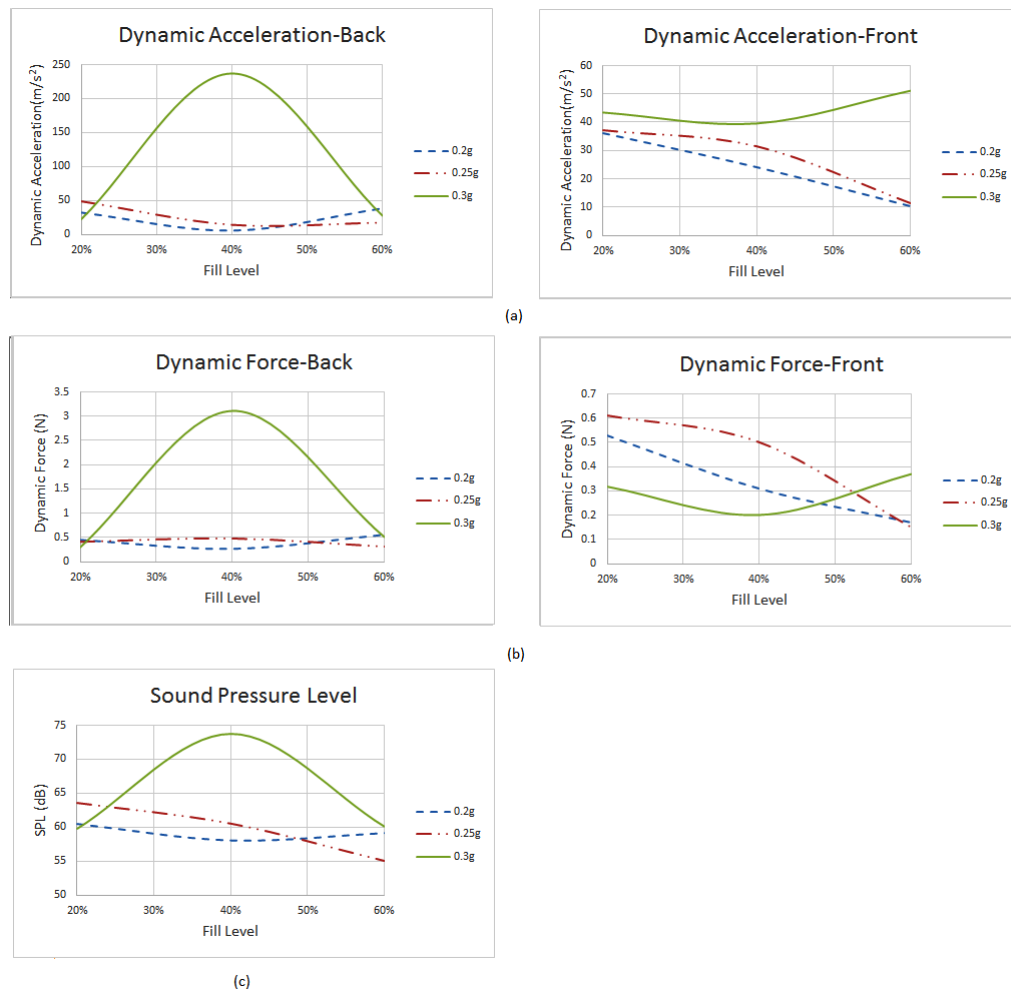 Dynamic Acceleration-Back
Dynamic Acceleration(m/s²)
250
200
150
100
50
0
20%
30%
40%
50%
60%
Fill Level
0.2g
0.25g
0.3g
Dynamic Acceleration-Front
Dynamic Acceleration(m/s²)
60
50
40
30
20
10
0
20%
30%
40%
50%
60%
Fill Level
0.2g
0.25g
0.3g
(a)
Dynamic Force-Back
Dynamic Force (N)
3.5
3
2.5
2
1.5
1
0.5
0
20%
30%
40%
50%
60%
Fill Level
0.2g
0.25g
0.3g
Dynamic Force-Front
Dynamic Force (N)
0.7
0.6
0.5
0.4
0.3
0.2
0.1
0
20%
30%
40%
50%
60%
Fill Level
0.2g
0.25g
0.3g
(b)
Sound Pressure Level
SPL (dB)
75
70
65
60
55
50
20%
30%
40%
50%
60%
Fill Level
0.2g
0.25g
0.3g
(c)